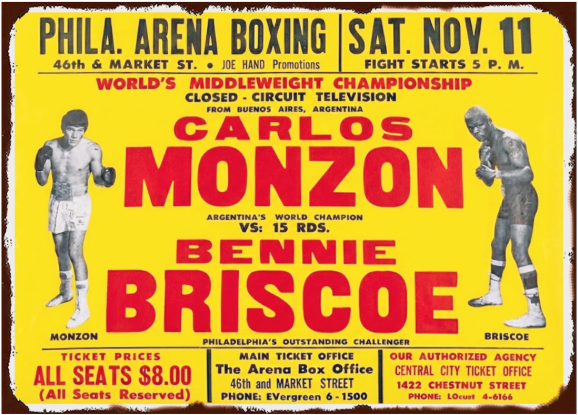 PHILA. ARENA BOXING
46th & MARKET ST. • JOE HAND Promotions
SAT. NOV. 11
FIGHT STARTS 5 P. M.
WORLD'S MIDDLEWEIGHT CHAMPIONSHIP
CLOSED - CIRCUIT TELEVISION
FROM BUENOS AIRES, ARGENTINA
CARLOS
MONZON
ARGENTINA'S WORLD CHAMPION
VS: 15 RDS.
BENNIE
BRISCOE
PHILADELPHIA'S OUTSTANDING CHALLENGER
MONZON
BRISCOE
TICKET PRICES
ALL SEATS $8.00
(All Seats Reserved)
MAIN TICKET OFFICE
The Arena Box Office
46th and MARKET STREET
PHONE: EVergreen 6 - 1500
OUR AUTHORIZED AGENCY
CENTRAL CITY TICKET OFFICE
1422 CHESTNUT STREET
PHONE: LOcust 4-6166